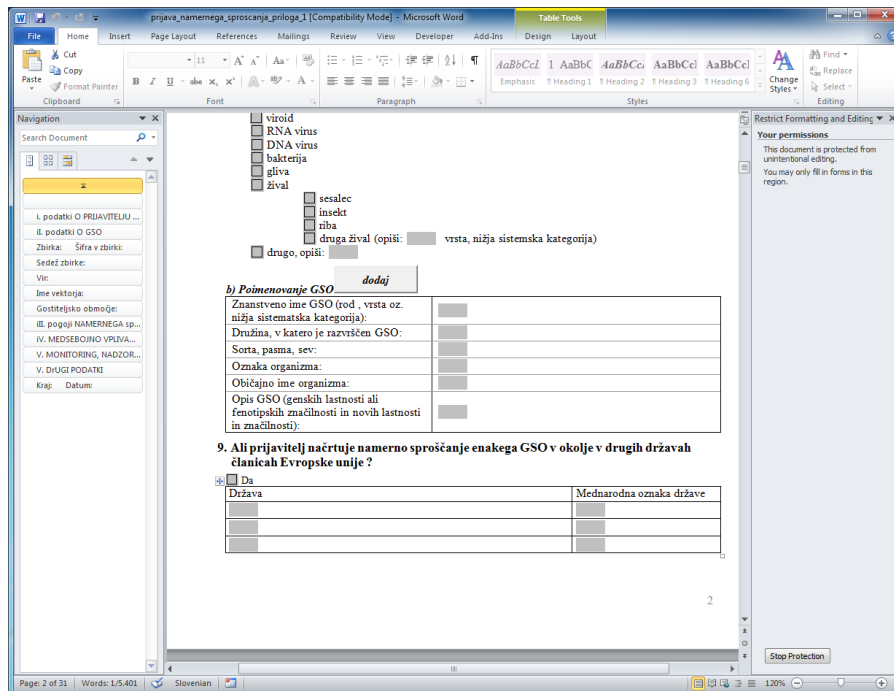 prijava_namernega_sproscanja_priloga_1 [Compatibility Mode] - Microsoft Word
Table Tools
File Home Insert Page Layout References Mailings Review View Developer Add-Ins Design Layout
Paste
Cut
Copy
Format Painter
Clipboard
11
Font
Paragraph
AaBbCcI 1 AaBbC AaBbCc AaBbCcI AaBbCcI
Emphasis ¶ Heading 1 ¶ Heading 2 ¶ Heading 3 ¶ Heading 6
Styles
Change
Styles
Find
Replace
Select
Editing
Navigation
Search Document
i. podatki O PRIJAVITELJU ...
iI. podatki O GSO
Zbirka: Šifra v zbirki:
Sedež zbirke:
Vir:
Ime vektorja:
Gostiteljsko območje:
iII. pogoji NAMERNEGA sp...
iV. MEDSEBOJNO VPLIVA...
V. MONITORING, NADZOR...
V. DrUGI PODATKI
Kraj: Datum:
viroid
RNA virus
DNA virus
bakterija
gliva
žival
sesalec
insekt
riba
druga žival (opiši: vrsta, nižja sistemska kategorija)
drugo, opiši:
dodaj
b) Poimenovanje GSO
Znanstveno ime GSO (rod , vrsta oz.
nižja sistematska kategorija):
Družina, v katero je razvrščen GSO:
Sorta, pasma, sev:
Oznaka organizma:
Običajno ime organizma:
Opis GSO (genskih lastnosti ali
fenotipskih značilnosti in novih lastnosti
in značilnosti):
9. Ali prijavitelj načrtuje namerno sproščanje enakega GSO v okolje v drugih državah
članicah Evropske unije ?
Da
Država Mednarodna oznaka države
2
Restrict Formatting and Editing
Your permissions
This document is protected from
unintentional editing.
You may only fill in forms in this
region.
Stop Protection
Page: 2 of 31 Words: 1/5.401 Slovenian 120%